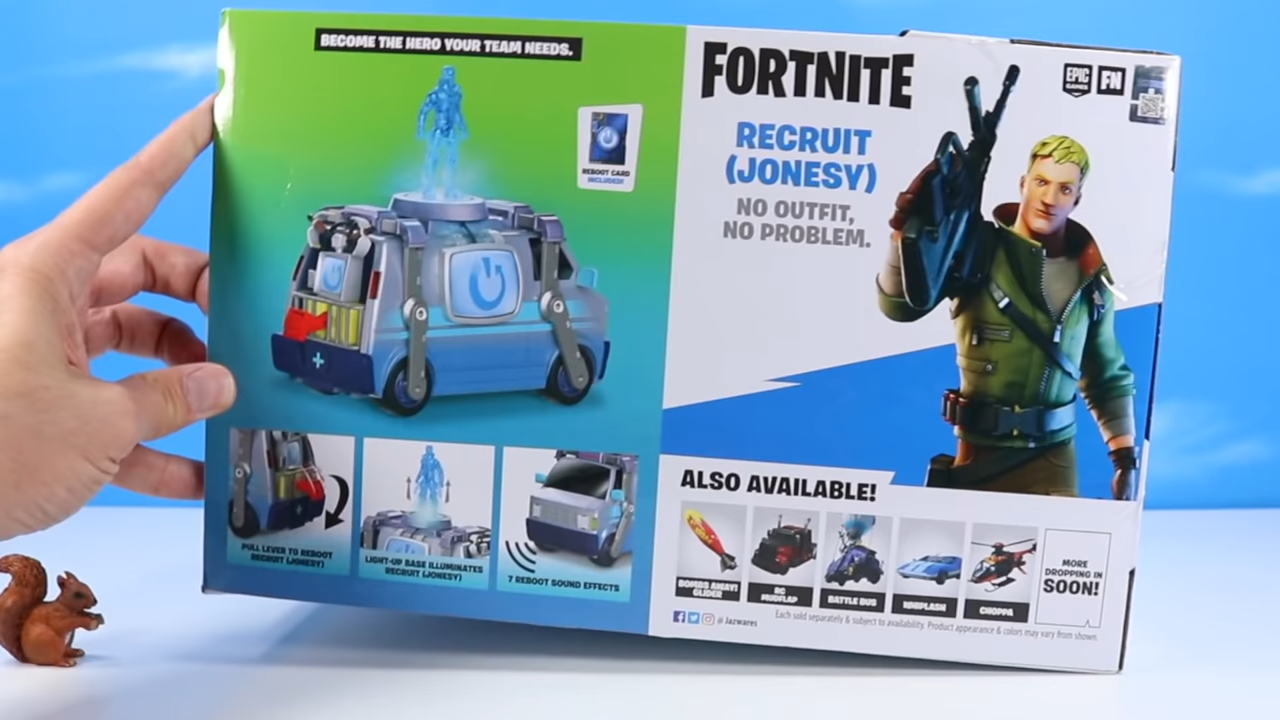 BECOME THE HERO YOUR TEAM NEEDS.
REBOOT CARD
INCLUDED!
PULL LEVER TO REBOOT
RECRUIT (JONESY)
LIGHT-UP BASE ILLUMINATES
RECRUIT (JONESY)
7 REBOOT SOUND EFFECTS
FORTNITE
EPIC
GAMES
FN
RECRUIT
(JONESY)
NO OUTFIT,
NO PROBLEM.
ALSO AVAILABLE!
BOMBS AWAY!
GLIDER
RC
MUDFLAP
BATTLE BUS
WHIPLASH
CHOPPA
MORE
DROPPING IN
SOON!
@Jazwares
Each sold separately & subject to availability. Product appearance & colors may vary from shown.